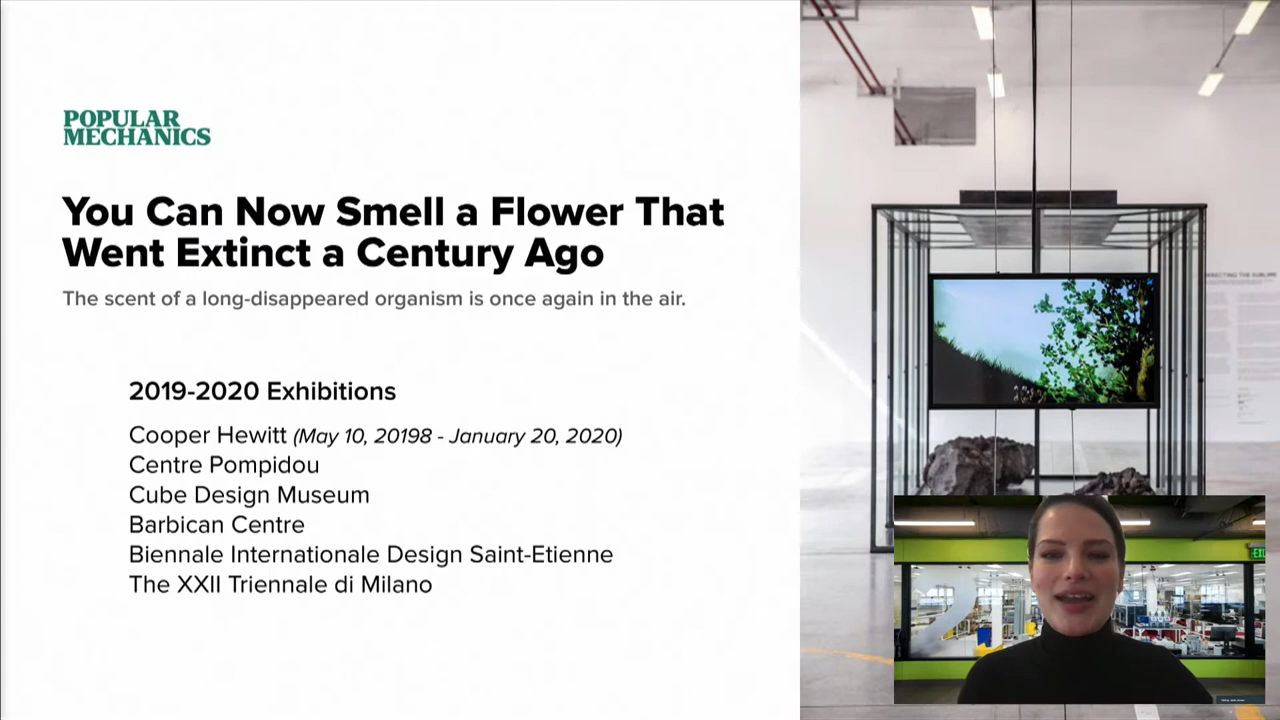 POPULAR
MECHANICS
You Can Now Smell a Flower That
Went Extinct a Century Ago
The scent of a long-disappeared organism is once again in the air.
2019-2020 Exhibitions
Cooper Hewitt (May 10, 20198 - January 20, 2020)
Centre Pompidou
Cube Design Museum
Barbican Centre
Biennale Internationale Design Saint-Etienne
The XXII Triennale di Milano
THE SUBLIME